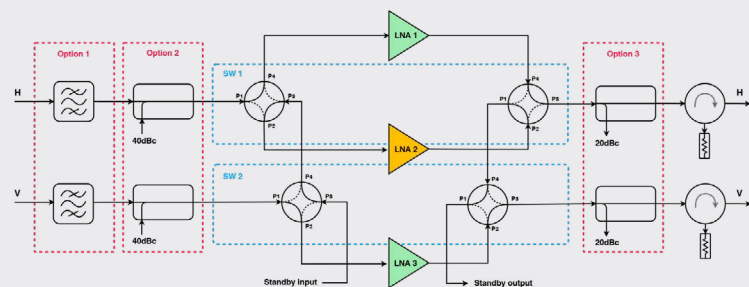 LNA 1
Option 1
Option 2
Option 3
SW 1
H
P4
P1
P3
P2
40dBc
P4
P1
P3
P2
20dBc
H
LNA 2
SW 2
V
P4
P1
P3
P2
40dBc
P4
P1
P3
P2
20dBc
V
LNA 3
Standby input
Standby output